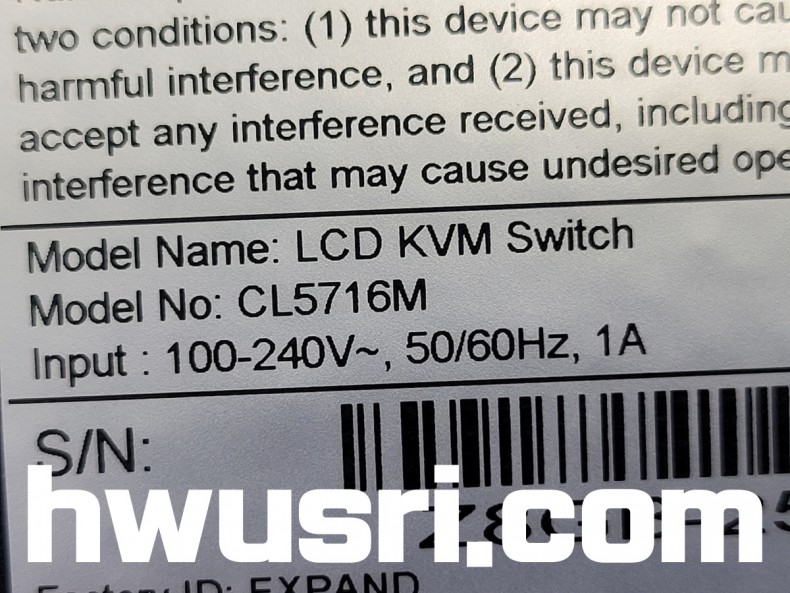 two conditions: (1) this device may not
harmful interference, and (2) this device
accept any interference received, including
interference that may cause undesired
Model Name: LCD KVM Switch
Model No: CL5716M
Input : 100-240V~, 50/60Hz, 1A
S/N:
hwusri.com
ID: EXPAND